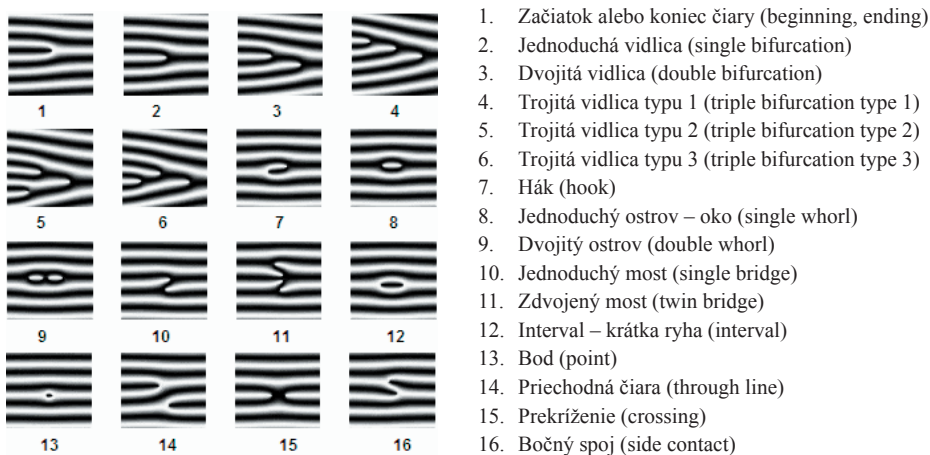 1 2 3 4
5 6 7 8
9 10 11 12
13 14 15 16
1. Začiatok alebo koniec čiary (beginning, ending)
2. Jednoduchá vidlica (single bifurcation)
3. Dvojitá vidlica (double bifurcation)
4. Trojitá vidlica typu 1 (triple bifurcation type 1)
5. Trojitá vidlica typu 2 (triple bifurcation type 2)
6. Trojitá vidlica typu 3 (triple bifurcation type 3)
7. Hák (hook)
8. Jednoduchý ostrov – oko (single whorl)
9. Dvojitý ostrov (double whorl)
10. Jednoduchý most (single bridge)
11. Zdvojený most (twin bridge)
12. Interval – krátka ryha (interval)
13. Bod (point)
14. Priechodná čiara (through line)
15. Prekríženie (crossing)
16. Bočný spoj (side contact)